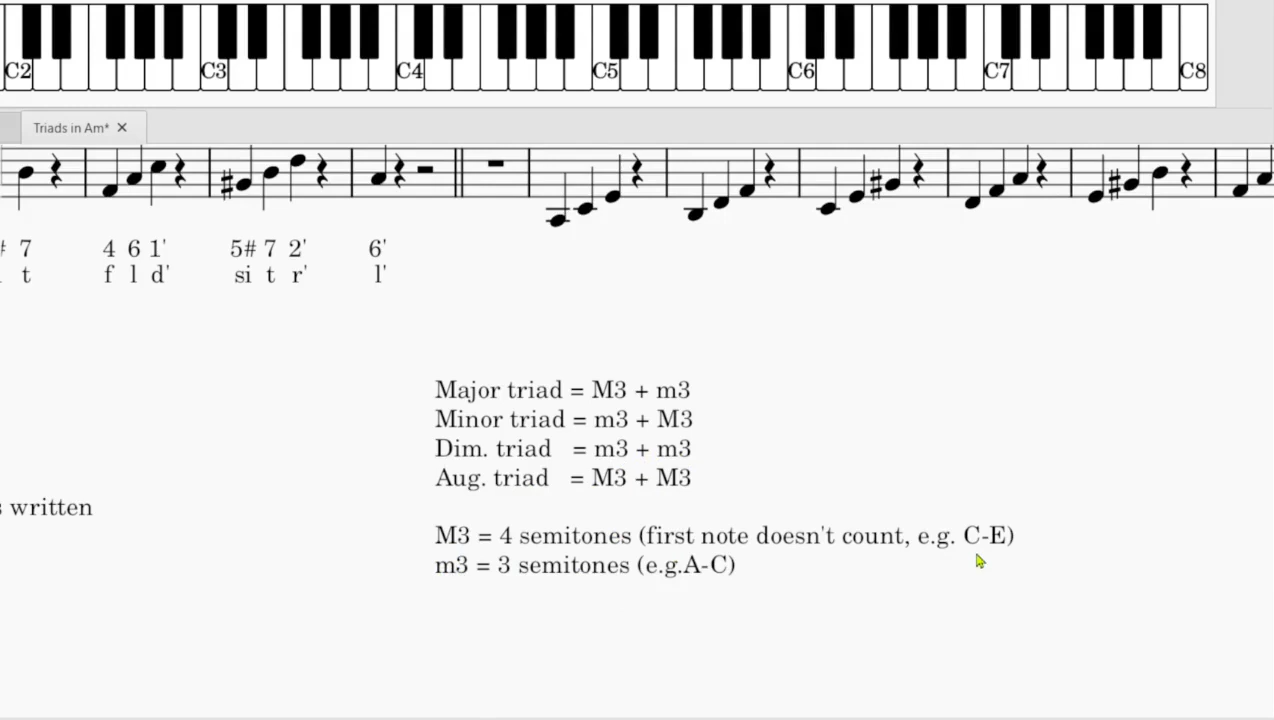 C2 C3 C4 C5 C6 C7 C8
Triads in Am* ✕
# 7 4 6 1' 5# 7 2' 6'
t f l d' si t r' l'
Major triad = M3 + m3
Minor triad = m3 + M3
Dim. triad = m3 + m3
Aug. triad = M3 + M3
s written
M3 = 4 semitones (first note doesn't count, e.g. C-E)
m3 = 3 semitones (e.g.A-C)